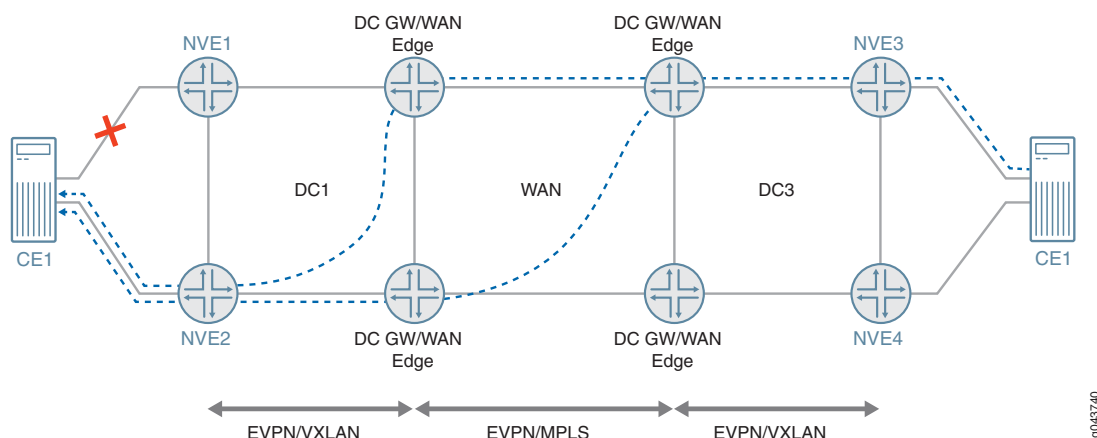 DC GW/WAN
Edge
DC GW/WAN
Edge
NVE1
NVE3
DC1
WAN
DC3
CE1
CE1
NVE2
DC GW/WAN
Edge
DC GW/WAN
Edge
NVE4
EVPN/VXLAN
EVPN/MPLS
EVPN/VXLAN
g043740